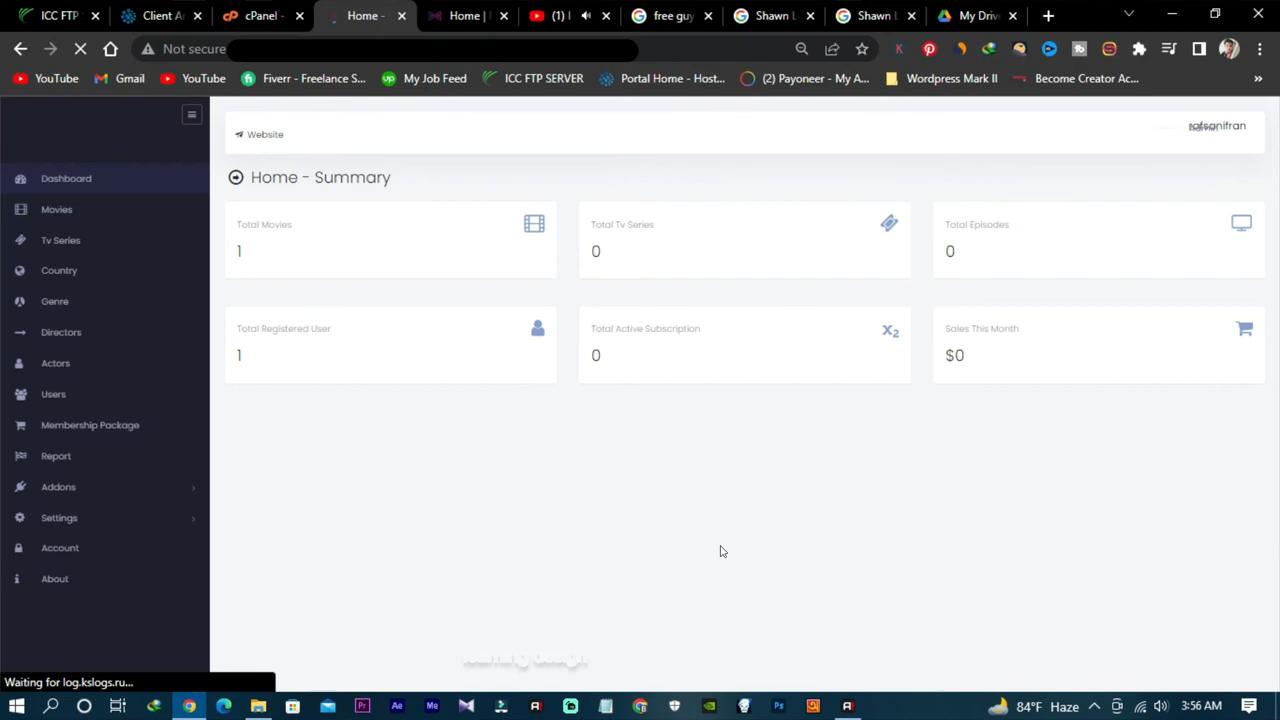 ICC FTP
Client A
cPanel -
Home -
Home |
(1) |
free guy
Shawn L
Shawn L
My Driv
Not secure
YouTube
Gmail
YouTube
Fiverr - Freelance S...
My Job Feed
ICC FTP SERVER
Portal Home - Host...
(2) Payoneer - My A...
Wordpress Mark II
Become Creator Ac...
Website
rafsanifran
Home - Summary
Dashboard
Movies
Tv Series
Country
Genre
Directors
Actors
Users
Membership Package
Report
Addons
Settings
Account
About
Total Movies
1
Total Tv Series
0
Total Episodes
0
Total Registered User
1
Total Active Subscription
0
Sales This Month
$0
Waiting for log.kslogs.ru...
84°F Haze
3:56 AM